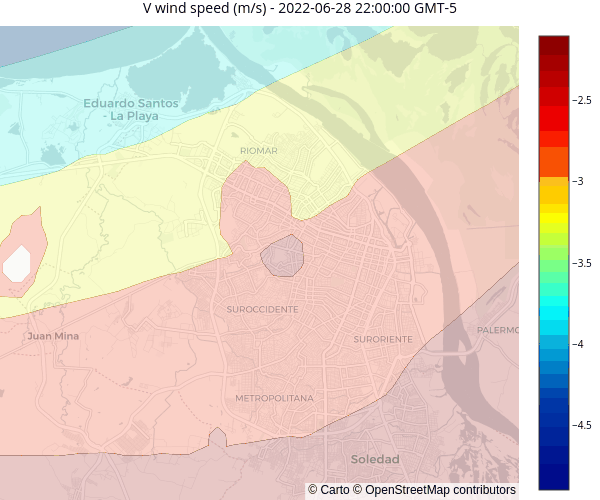 V wind speed (m/s) - 2022-06-28 22:00:00 GMT-5
Eduardo Santos
- La Playa
RIOMAR
SUROCCIDENTE
Juan Mina
SURORIENTE
PALERMO
METROPOLITANA
Soledad
© Carto © OpenStreetMap contributors
-2.5
-3
-3.5
-4
-4.5